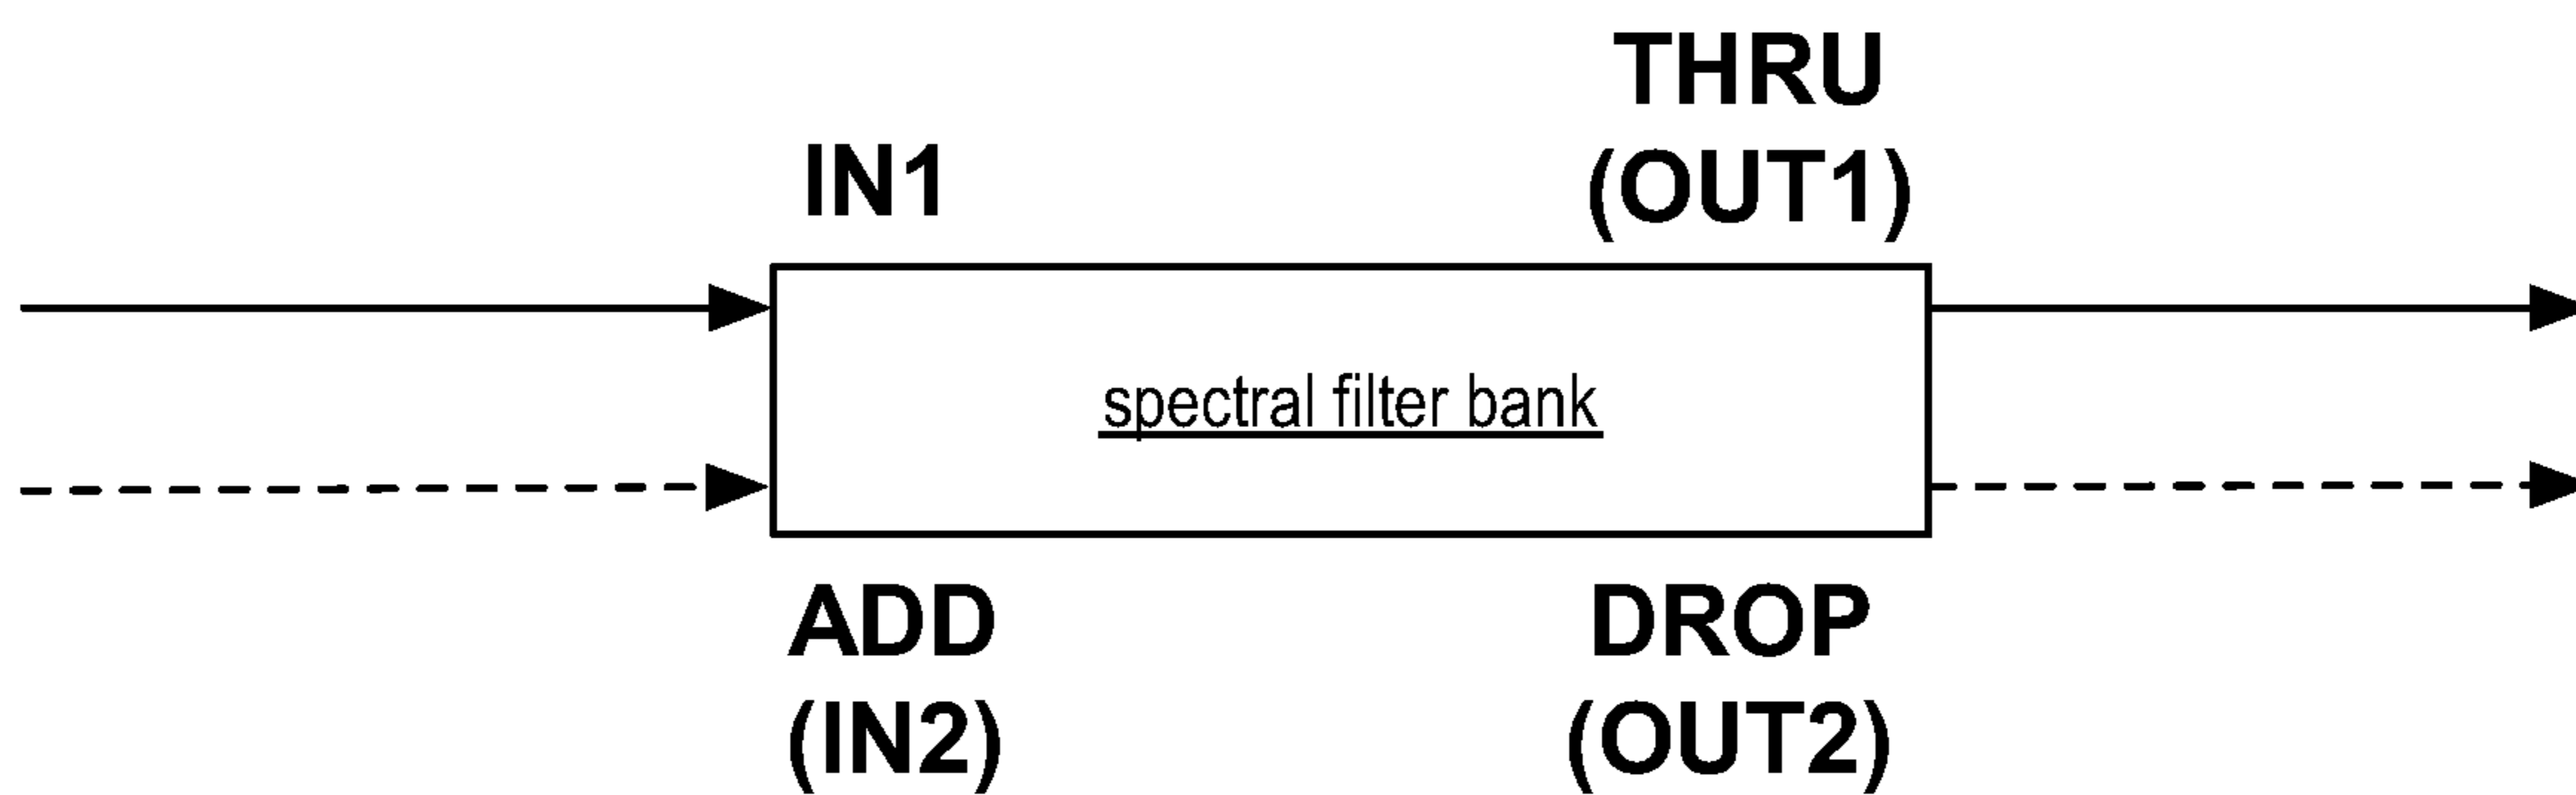 THRU
(OUT1)
IN1
spectral filter bank
ADD
(IN2)
DROP
(OUT2)